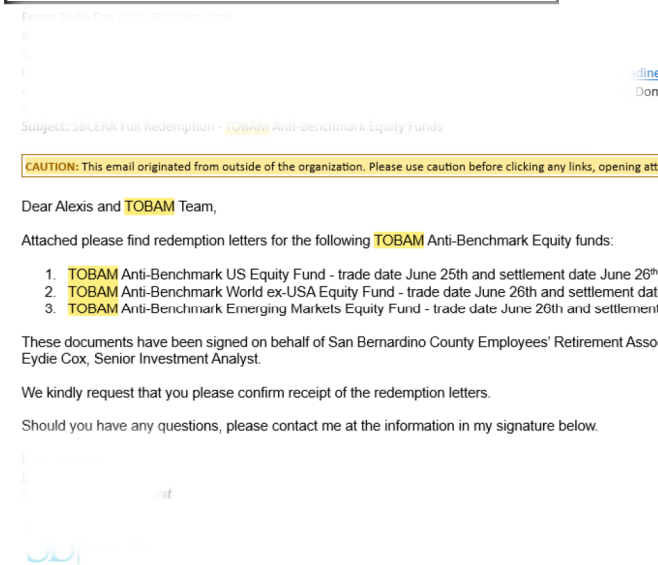 From: Eydie Cox
adine
Don
Subject: SBCERA Full Redemption - TOBAM Anti-Benchmark Equity Funds
CAUTION: This email originated from outside of the organization. Please use caution before clicking any links, opening att
Dear Alexis and TOBAM Team,
Attached please find redemption letters for the following TOBAM Anti-Benchmark Equity funds:
1. TOBAM Anti-Benchmark US Equity Fund - trade date June 25th and settlement date June 26th
2. TOBAM Anti-Benchmark World ex-USA Equity Fund - trade date June 26th and settlement dat
3. TOBAM Anti-Benchmark Emerging Markets Equity Fund - trade date June 26th and settlement
These documents have been signed on behalf of San Bernardino County Employees' Retirement Asso
Eydie Cox, Senior Investment Analyst.
We kindly request that you please confirm receipt of the redemption letters.
Should you have any questions, please contact me at the information in my signature below.
st